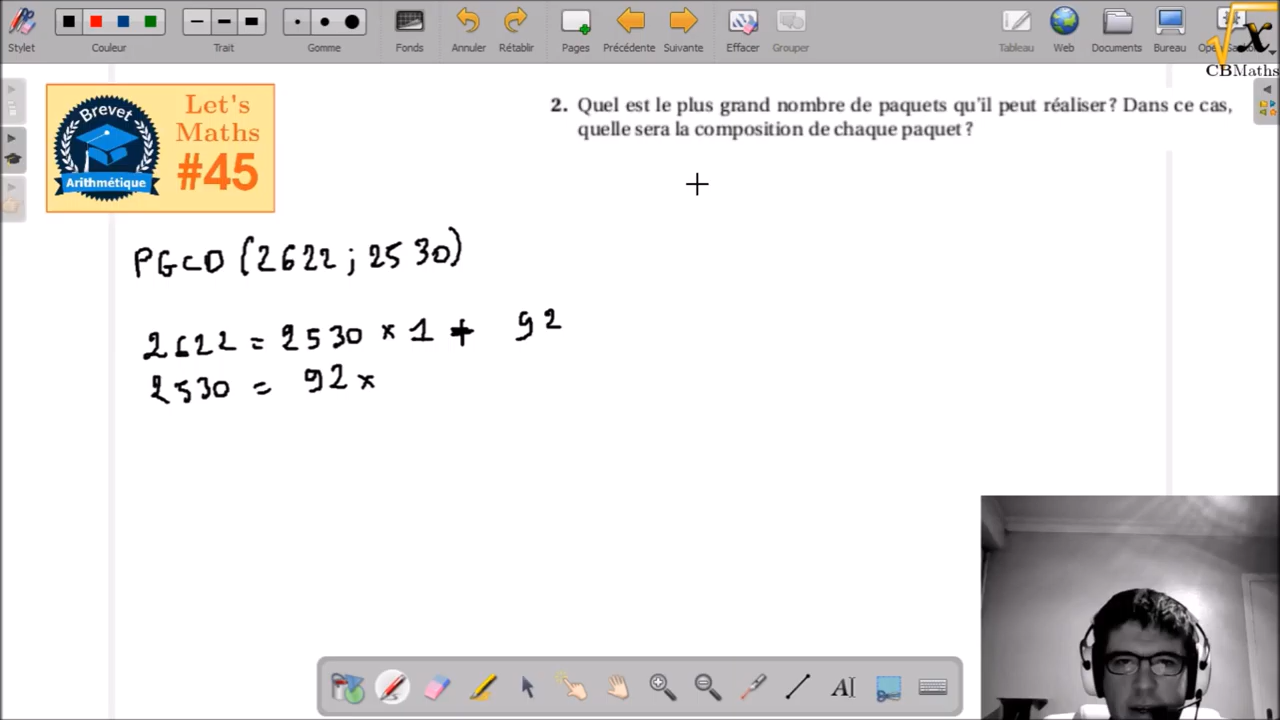 Stylet
Couleur
Trait
Gomme
Fonds
Annuler
Rétablir
Pages
Précédente
Suivante
Effacer
Grouper
Tableau
Web
Documents
Bureau
x
CBMaths
Brevet
Arithmétique
Let's
Maths
#45
2. Quel est le plus grand nombre de paquets qu'il peut réaliser ? Dans ce cas,
quelle sera la composition de chaque paquet ?
PGCD (2622 ; 2530)
2622 = 2530 × 1 + 92
2530 = 92 ×